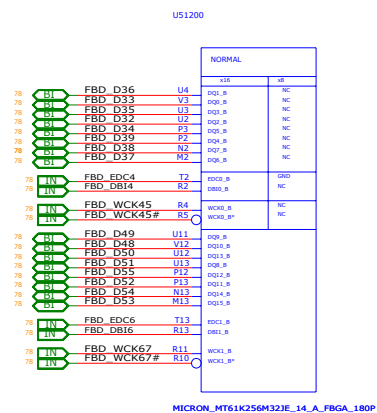 U51200
NORMAL
x16 x8
78 BI FBD_D36 U4 DQ1_B NC
78 BI FBD_D33 V3 DQ0_B NC
78 BI FBD_D35 U3 DQ3_B NC
78 BI FBD_D32 U2 DQ2_B NC
78 BI FBD_D34 P3 DQ5_B NC
78 BI FBD_D39 P2 DQ4_B NC
78 BI FBD_D38 N2 DQ7_B NC
78 BI FBD_D37 M2 DQ6_B NC
78 IN FBD_EDC4 T2 EDC0_B GND
78 IN FBD_DBI4 R2 DBI0_B NC
78 IN FBD_WCK45 R4 WCK0_B NC
78 IN FBD_WCK45# R5 WCK0_B* NC
78 BI FBD_D49 U11 DQ9_B
78 BI FBD_D48 V12 DQ10_B
78 BI FBD_D50 U12 DQ13_B
78 BI FBD_D51 U13 DQ8_B
78 BI FBD_D55 P12 DQ12_B
78 BI FBD_D52 P13 DQ11_B
78 BI FBD_D54 N13 DQ14_B
78 BI FBD_D53 M13 DQ15_B
78 IN FBD_EDC6 T13 EDC1_B
78 IN FBD_DBI6 R13 DBI1_B
78 IN FBD_WCK67 R11 WCK1_B
78 IN FBD_WCK67# R10 WCK1_B*
MICRON_MT61K256M32JE_14_A_FBGA_180P